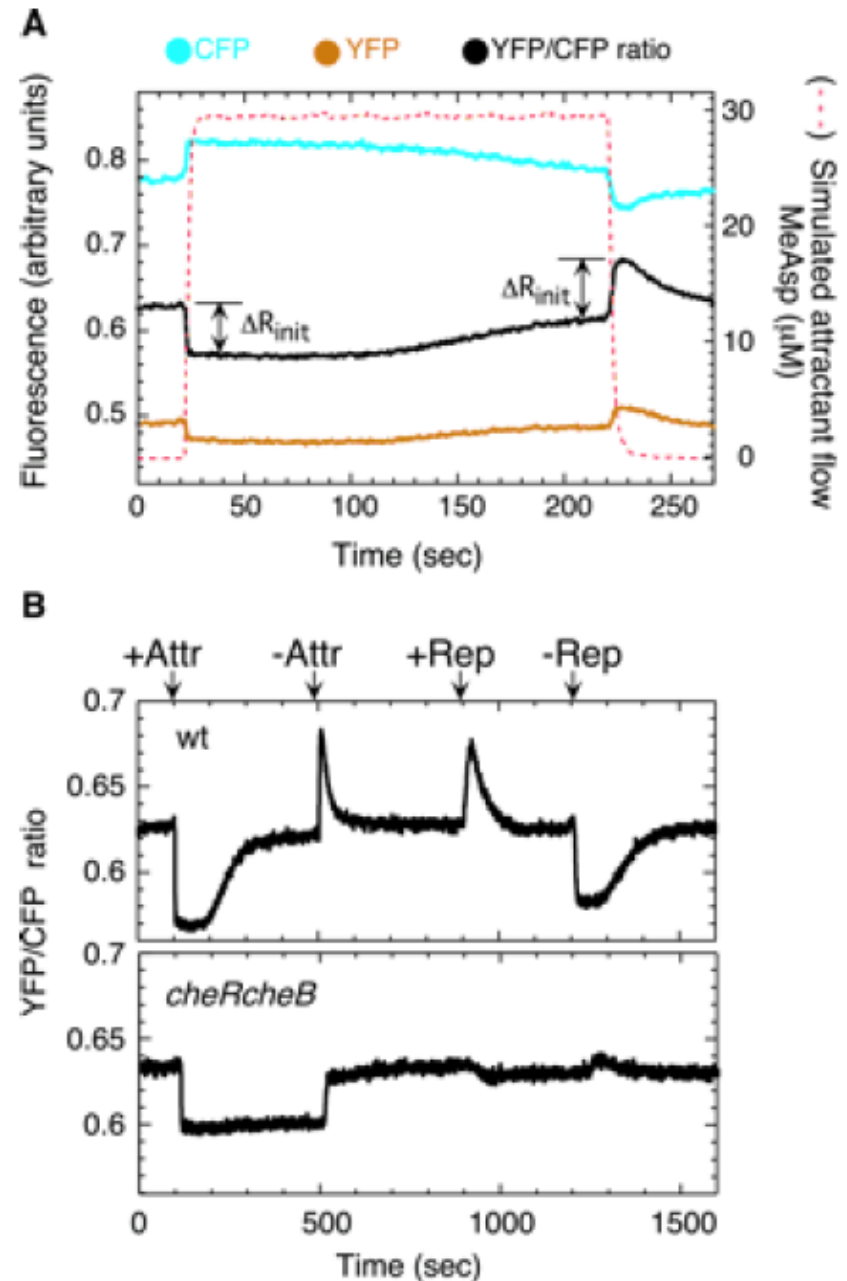 A
CFP YFP YFP/CFP ratio
Fluorescence (arbitrary units)
0.8
0.7
0.6
0.5
ΔRinit
ΔRinit
30
20
10
0
(---) Simulated attractant flow
MeAsp (μM)
0 50 100 150 200 250
Time (sec)
B
+Attr -Attr +Rep -Rep
YFP/CFP ratio
0.7
wt
0.65
0.6
0.7
cheRcheB
0.65
0.6
0 500 1000 1500
Time (sec)